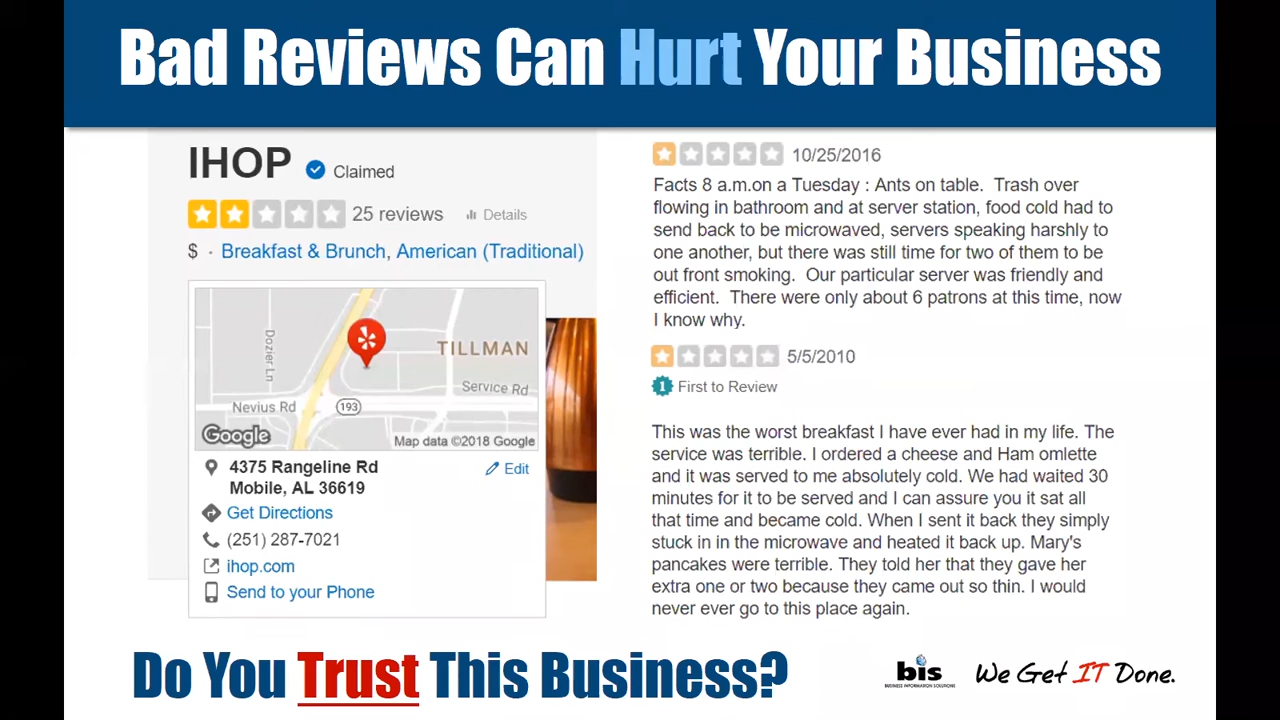 Bad Reviews Can Hurt Your Business
IHOP Claimed
25 reviews Details
$ · Breakfast & Brunch, American (Traditional)
Dozier Ln
TILLMAN
Service Rd
Nevius Rd
193
Google
Map data ©2018 Google
4375 Rangeline Rd
Edit
Mobile, AL 36619
Get Directions
(251) 287-7021
ihop.com
Send to your Phone
10/25/2016
Facts 8 a.m.on a Tuesday : Ants on table.  Trash over
flowing in bathroom and at server station, food cold had to
send back to be microwaved, servers speaking harshly to
one another, but there was still time for two of them to be
out front smoking.  Our particular server was friendly and
efficient.  There were only about 6 patrons at this time, now
I know why.
5/5/2010
1 First to Review
This was the worst breakfast I have ever had in my life. The
service was terrible. I ordered a cheese and Ham omlette
and it was served to me absolutely cold. We had waited 30
minutes for it to be served and I can assure you it sat all
that time and became cold. When I sent it back they simply
stuck in in the microwave and heated it back up. Mary's
pancakes were terrible. They told her that they gave her
extra one or two because they came out so thin. I would
never ever go to this place again.
Do You Trust This Business?
bis
BUSINESS INFORMATION SOLUTIONS
We Get IT Done.